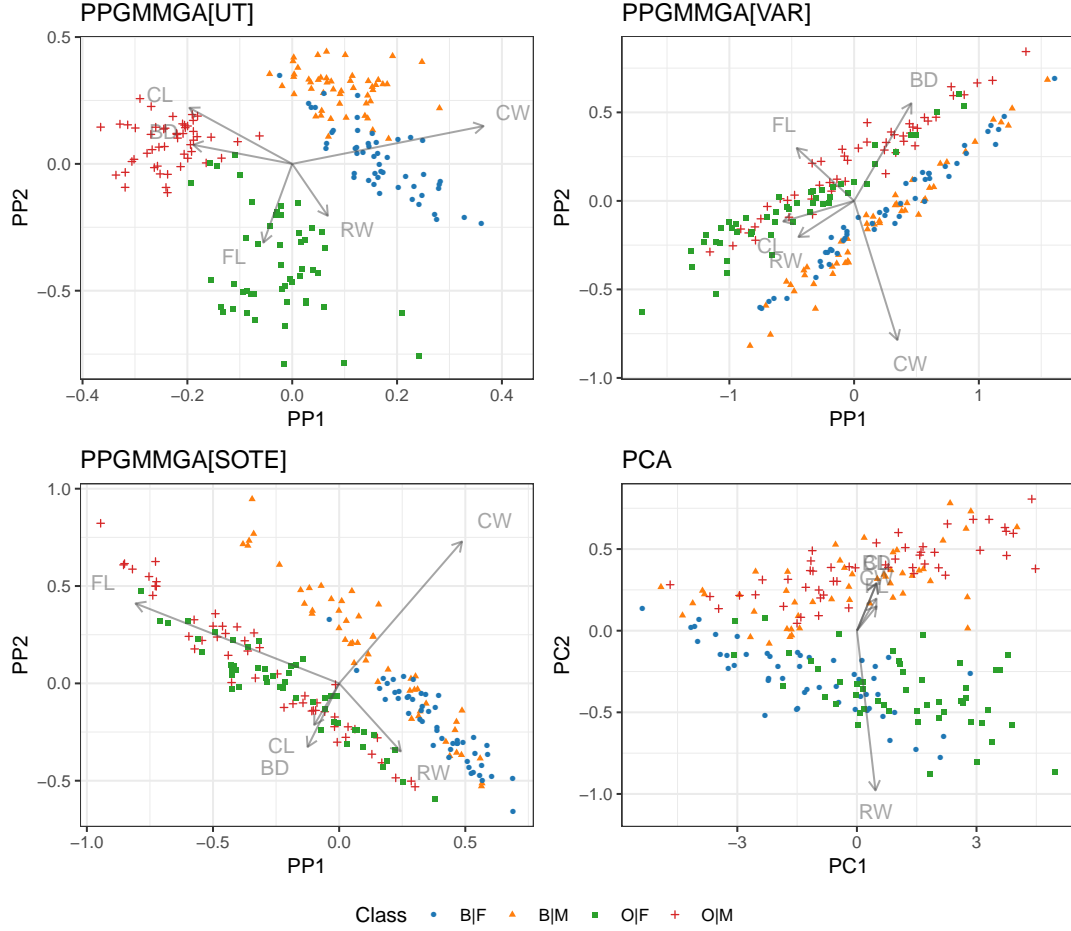 PPGMMGA[UT]
0.5
0.0
−0.5
PP2
CL
BD
CW
RW
FL
−0.4
−0.2
0.0
0.2
0.4
PP1
PPGMMGA[VAR]
0.5
0.0
−0.5
−1.0
PP2
BD
FL
CL
RW
CW
−1
0
1
PP1
PPGMMGA[SOTE]
1.0
0.5
0.0
−0.5
PP2
CW
FL
CL
BD
RW
−1.0
−0.5
0.0
0.5
PP1
PCA
0.5
0.0
−0.5
−1.0
PC2
BD
CL
CW
FL
RW
−3
0
3
PC1
Class
B|F
B|M
O|F
O|M